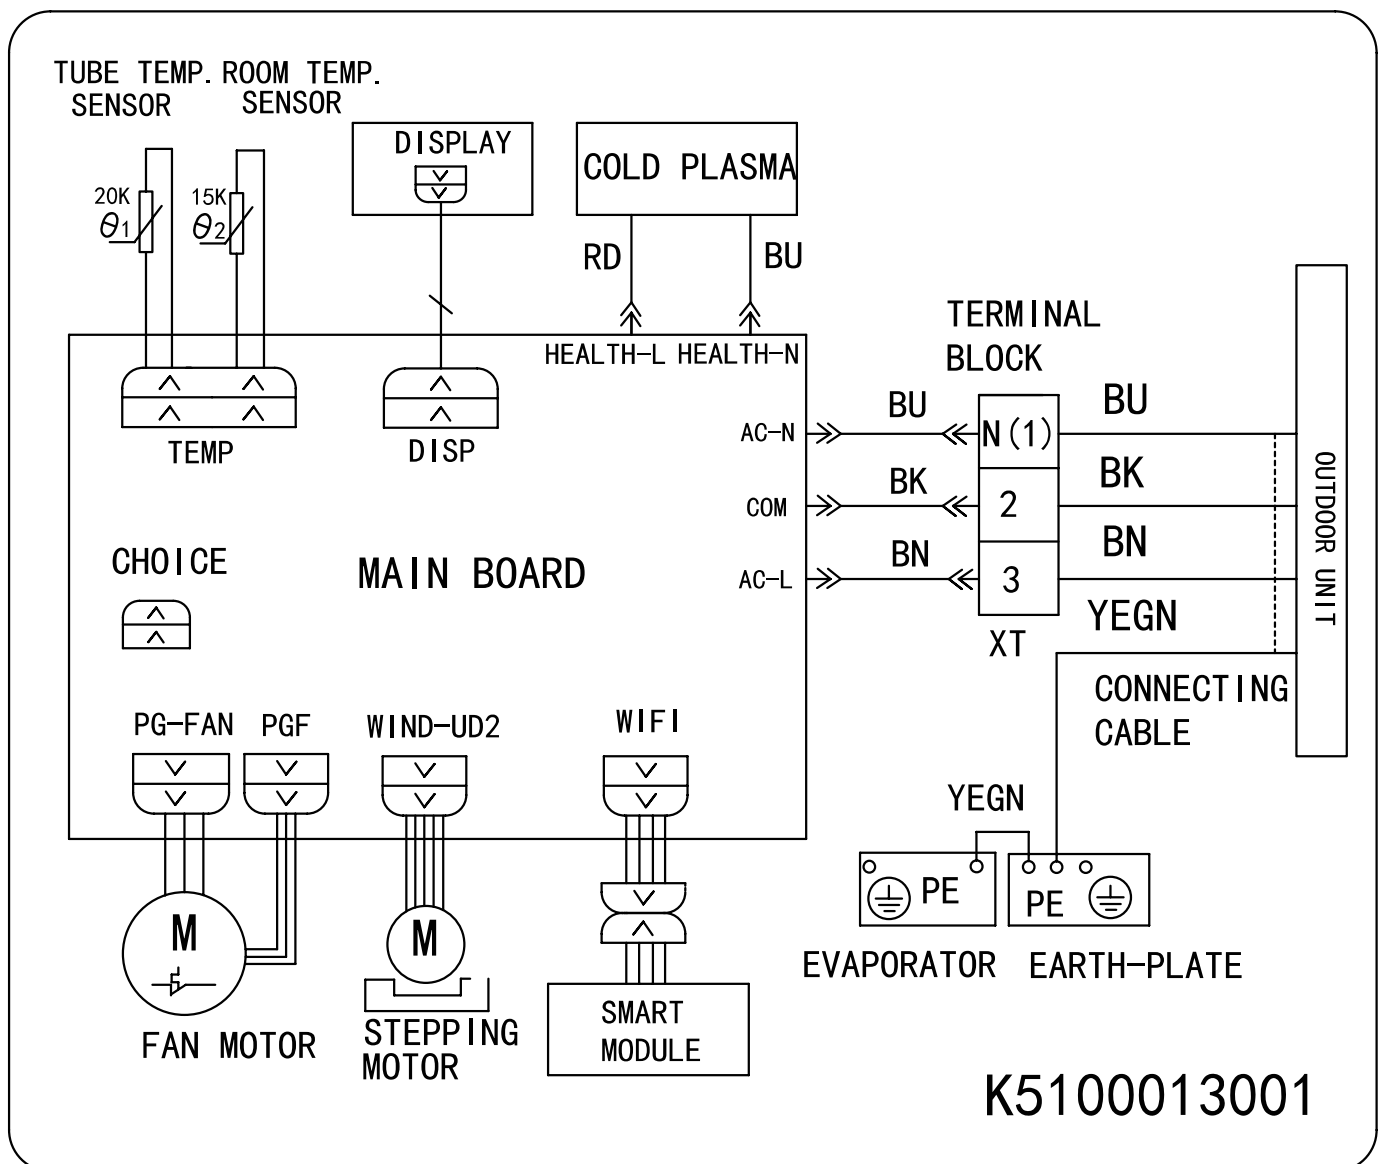 TUBE TEMP. ROOM TEMP.
SENSOR SENSOR
20K
θ1
15K
θ2
DISPLAY
COLD PLASMA
RD
BU
HEALTH-L HEALTH-N
TERMINAL
BLOCK
TEMP
DISP
AC-N
BU
N(1)
BU
COM
BK
2
BK
AC-L
BN
3
BN
XT
YEGN
OUTDOOR UNIT
CONNECTING
CABLE
CHOICE
MAIN BOARD
PG-FAN
PGF
WIND-UD2
WIFI
YEGN
PE
PE
EVAPORATOR
EARTH-PLATE
M
M
FAN MOTOR
STEPPING
MOTOR
SMART
MODULE
K5100013001